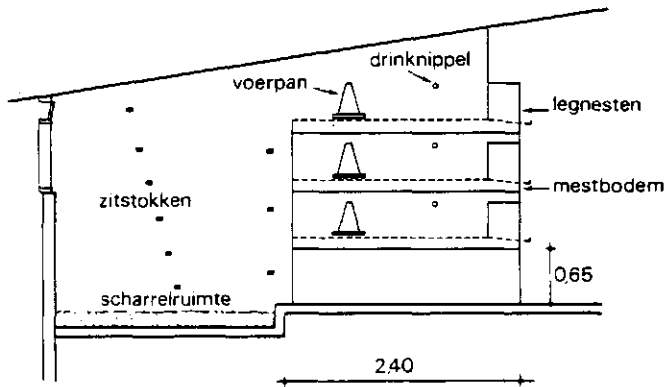 drinknippel
voerpan
legnesten
mestbodem
zitstokken
scharrelruimte
0,65
2,40